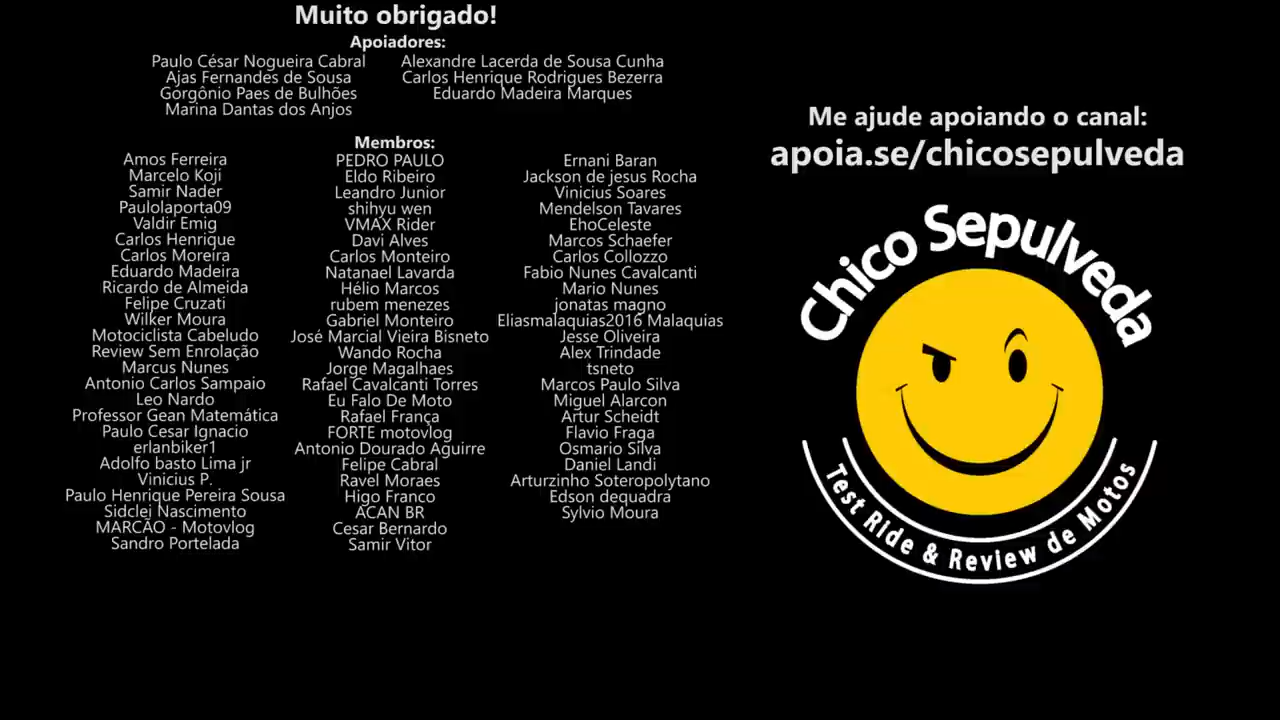 Muito obrigado!
Apoiadores:
Paulo César Nogueira Cabral
Ajas Fernandes de Sousa
Gorgônio Paes de Bulhões
Marina Dantas dos Anjos
Alexandre Lacerda de Sousa Cunha
Carlos Henrique Rodrigues Bezerra
Eduardo Madeira Marques
Membros:
Amos Ferreira
Marcelo Koji
Samir Nader
Paulolaporta09
Valdir Emig
Carlos Henrique
Carlos Moreira
Eduardo Madeira
Ricardo de Almeida
Felipe Cruzati
Wilker Moura
Motociclista Cabeludo
Review Sem Enrolação
Marcus Nunes
Antonio Carlos Sampaio
Leo Nardo
Professor Gean Matemática
Paulo Cesar Ignacio
erlanbiker1
Adolfo basto Lima jr
Vinicius P.
Paulo Henrique Pereira Sousa
Sidclei Nascimento
MARCÃO - Motovlog
Sandro Portelada
PEDRO PAULO
Eldo Ribeiro
Leandro Junior
shihyu wen
VMAX Rider
Davi Alves
Carlos Monteiro
Natanael Lavarda
Hélio Marcos
rubem menezes
Gabriel Monteiro
José Marcial Vieira Bisneto
Wando Rocha
Jorge Magalhaes
Rafael Cavalcanti Torres
Eu Falo De Moto
Rafael França
FORTE motovlog
Antonio Dourado Aguirre
Felipe Cabral
Ravel Moraes
Higo Franco
ACAN BR
Cesar Bernardo
Samir Vitor
Ernani Baran
Jackson de jesus Rocha
Vinicius Soares
Mendelson Tavares
EhoCeleste
Marcos Schaefer
Carlos Collozzo
Fabio Nunes Cavalcanti
Mario Nunes
jonatas magno
Eliasmalaquias2016 Malaquias
Jesse Oliveira
Alex Trindade
tsneto
Marcos Paulo Silva
Miguel Alarcon
Artur Scheidt
Flavio Fraga
Osmario Silva
Daniel Landi
Arturzinho Soteropolytano
Edson dequadra
Sylvio Moura
Me ajude apoiando o canal:
apoia.se/chicosepulveda
Chico Sepulveda
Test Ride & Review de Motos